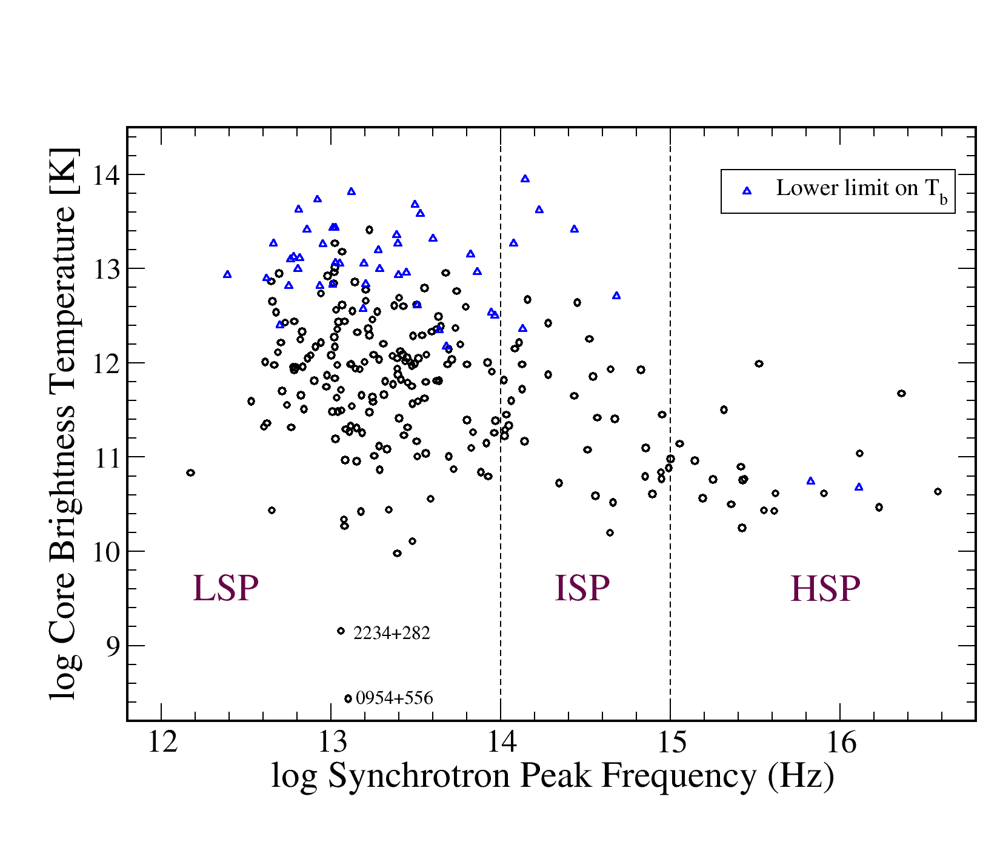 log Core Brightness Temperature [K]
14
13
12
11
10
9
Lower limit on T_b
LSP
ISP
HSP
2234+282
0954+556
12
13
14
15
16
log Synchrotron Peak Frequency (Hz)